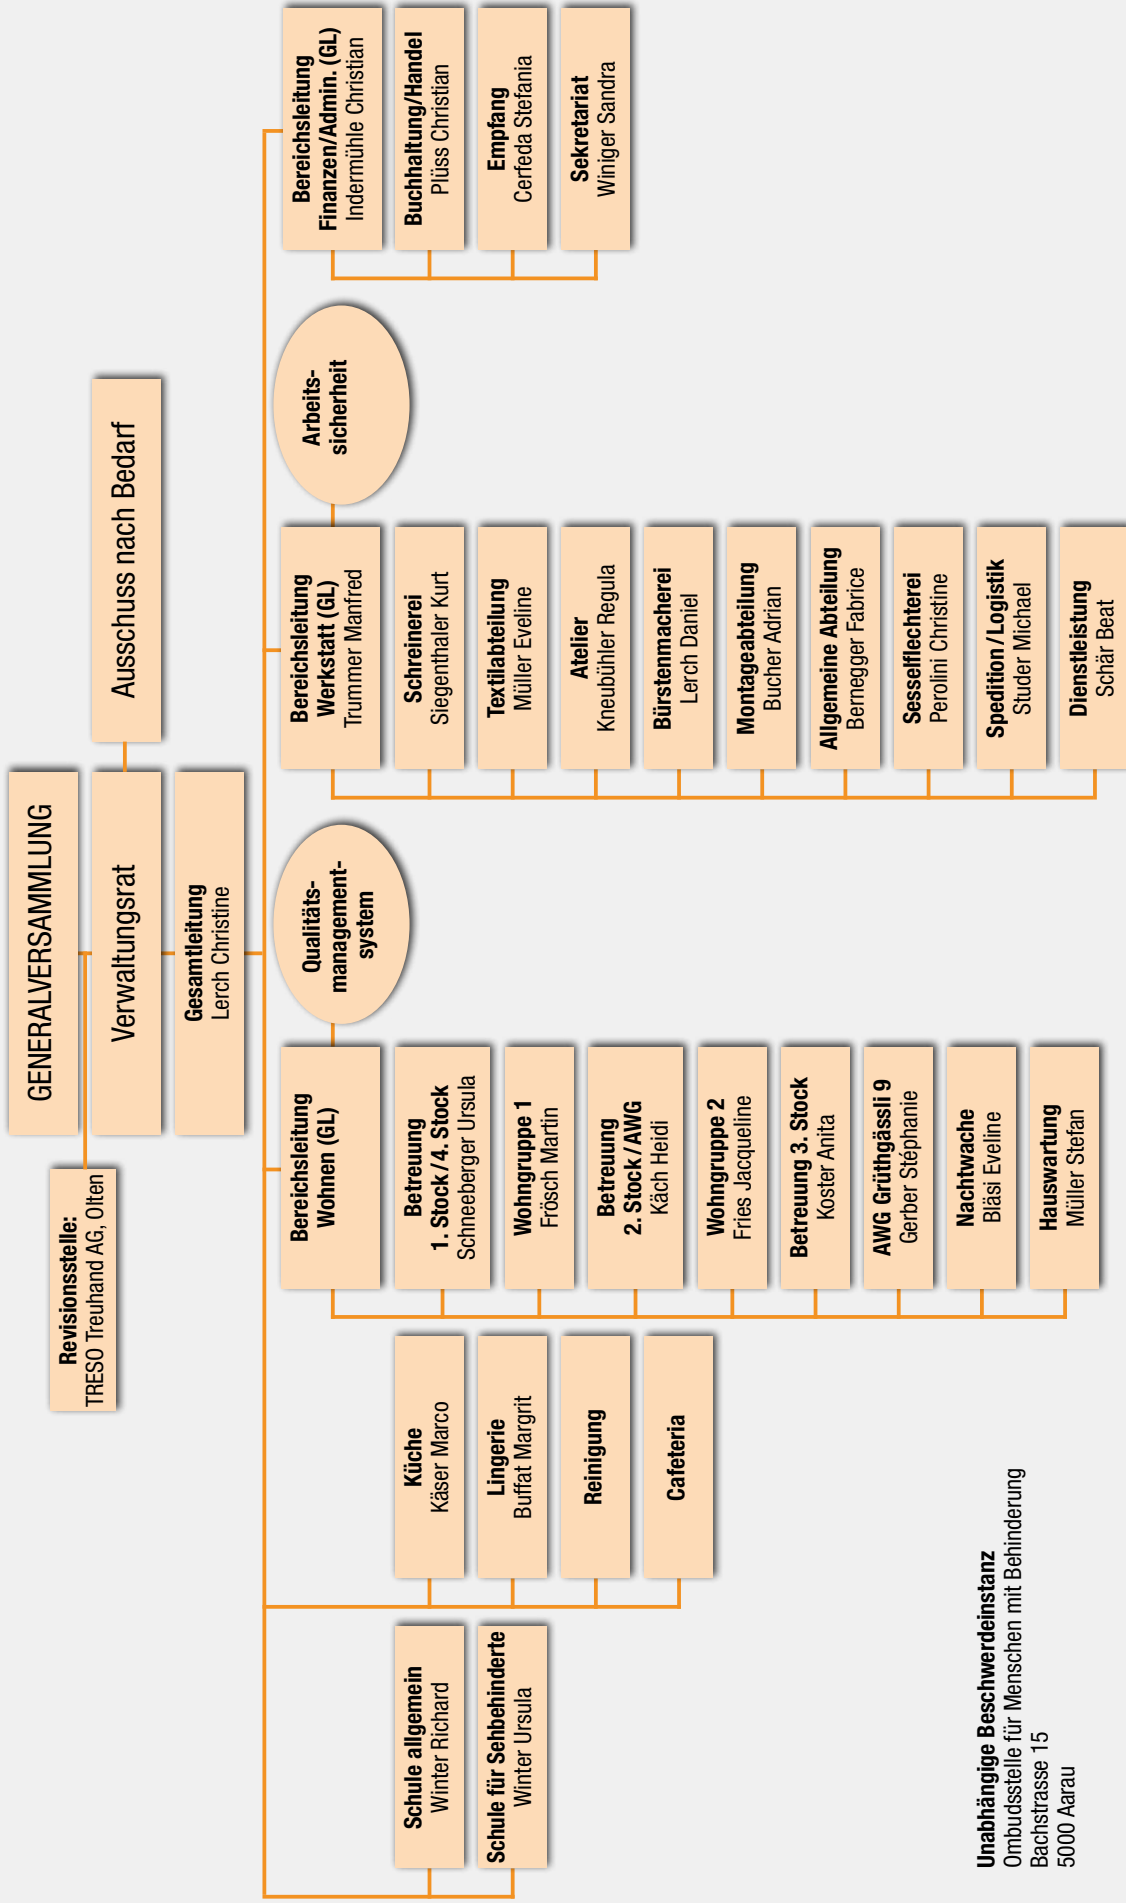 GENERALVERSAMMLUNG
Revisionsstelle:
TRESO Treuhand AG, Olten
Verwaltungsrat
Ausschuss nach Bedarf
Gesamtleitung
Lerch Christine
Schule allgemein
Winter Richard
Schule für Sehbehinderte
Winter Ursula
Küche
Käser Marco
Lingerie
Buffat Margrit
Reinigung
Cafeteria
Bereichsleitung
Wohnen (GL)
Betreuung
1. Stock / 4. Stock
Schneeberger Ursula
Wohngruppe 1
Frösch Martin
Betreuung
2. Stock / AWG
Käch Heidi
Wohngruppe 2
Fries Jacqueline
Betreuung 3. Stock
Koster Anita
AWG Grüthgässli 9
Gerber Stéphanie
Nachtwache
Bläsi Eveline
Hauswartung
Müller Stefan
Qualitäts-
management-
system
Bereichsleitung
Werkstatt (GL)
Trummer Manfred
Schreinerei
Siegenthaler Kurt
Textilabteilung
Müller Eveline
Atelier
Kneubühler Regula
Bürstenmacherei
Lerch Daniel
Montageabteilung
Bucher Adrian
Allgemeine Abteilung
Bernegger Fabrice
Sesselflechterei
Perolini Christine
Spedition / Logistik
Studer Michael
Dienstleistung
Schär Beat
Arbeits-
sicherheit
Bereichsleitung
Finanzen/Admin. (GL)
Indermühle Christian
Buchhaltung/Handel
Plüss Christian
Empfang
Cerfeda Stefania
Sekretariat
Winiger Sandra
Unabhängige Beschwerdeinstanz
Ombudsstelle für Menschen mit Behinderung
Bachstrasse 15
5000 Aarau